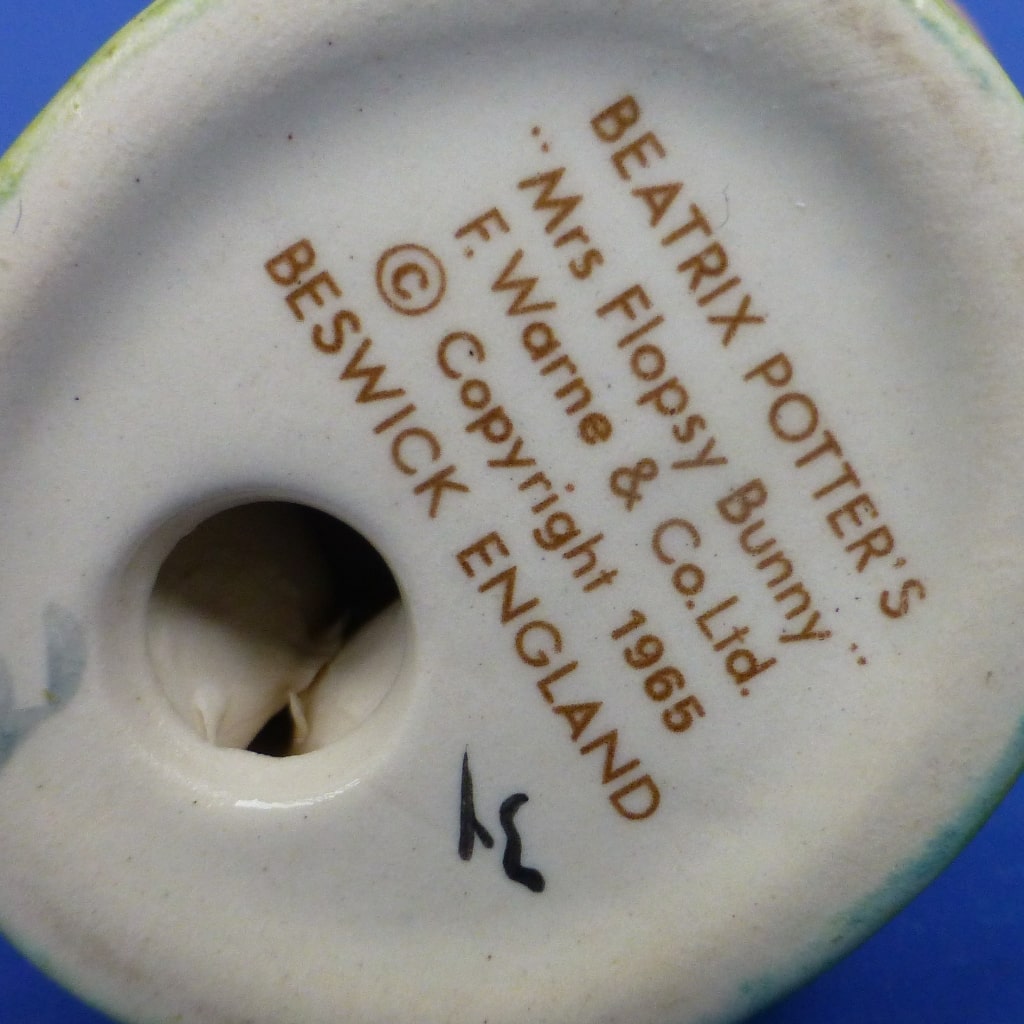 BEATRIX POTTER'S
"Mrs Flopsy Bunny"
F. Warne & Co.Ltd.
© Copyright 1965
BESWICK ENGLAND